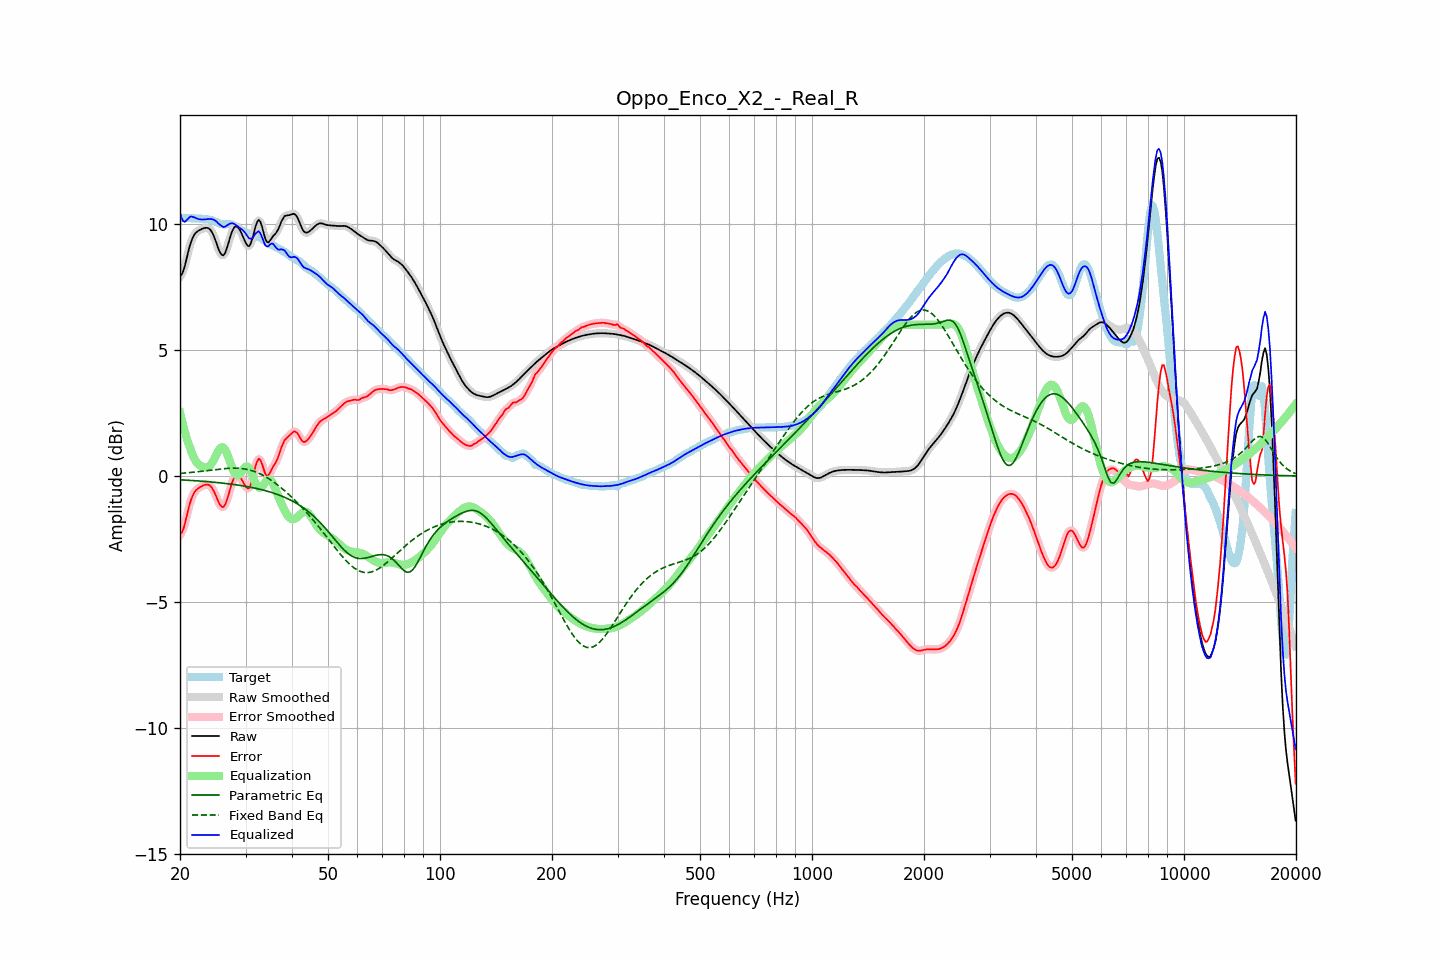 Oppo_Enco_X2_-_Real_R
Amplitude (dBr)
10
5
0
−5
−10
−15
Target
Raw Smoothed
Error Smoothed
Raw
Error
Equalization
Parametric Eq
Fixed Band Eq
Equalized
20 50 100 200 500 1000 2000 5000 10000 20000
Frequency (Hz)